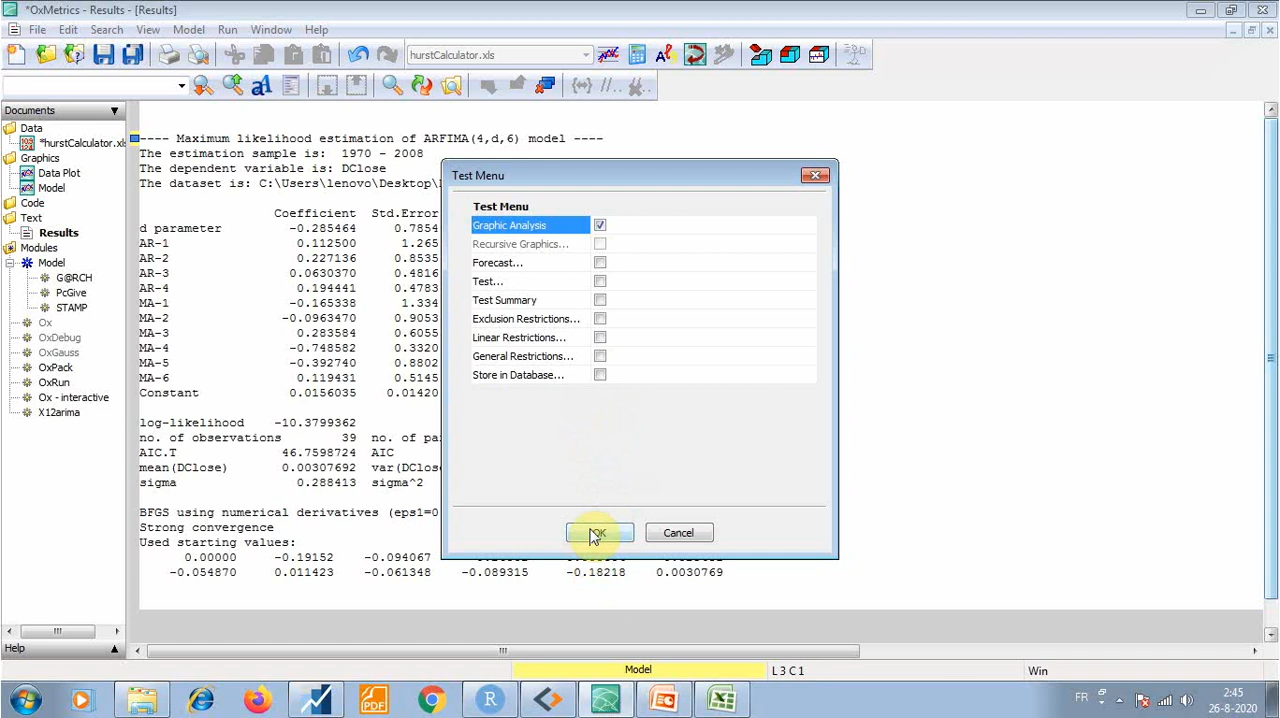 *OxMetrics - Results - [Results]
File Edit Search View Model Run Window Help
hurstCalculator.xls
Documents
Data
*hurstCalculator.xls
Graphics
Data Plot
Model
Code
Text
Results
Modules
Model
G@RCH
PcGive
STAMP
Ox
OxDebug
OxGauss
OxPack
OxRun
Ox - interactive
X12arima
Help
---- Maximum likelihood estimation of ARFIMA(4,d,6) model ----
The estimation sample is: 1970 - 2008
The dependent variable is: DClose
The dataset is: C:\Users\lenovo\Desktop\
Coefficient Std.Error
d parameter -0.285464 0.7854
AR-1 0.112500 1.265
AR-2 0.227136 0.8535
AR-3 0.0630370 0.4816
AR-4 0.194441 0.4783
MA-1 -0.165338 1.334
MA-2 -0.0963470 0.9053
MA-3 0.283584 0.6055
MA-4 -0.748582 0.3320
MA-5 -0.392740 0.8802
MA-6 0.119431 0.5145
Constant 0.0156035 0.01420
log-likelihood -10.3799362
no. of observations 39 no. of pa
AIC.T 46.7598724 AIC
mean(DClose) 0.00307692 var(DClose
sigma 0.288413 sigma^2
BFGS using numerical derivatives (eps1=0
Strong convergence
Used starting values:
0.00000 -0.19152 -0.094067
-0.054870 0.011423 -0.061348 -0.089315 -0.18218 0.0030769
Test Menu
Test Menu
Graphic Analysis
Recursive Graphics...
Forecast...
Test...
Test Summary
Exclusion Restrictions...
Linear Restrictions...
General Restrictions...
Store in Database...
OK Cancel
Model L 3 C 1 Win
R
PDF
FR
2:45
26-8-2020